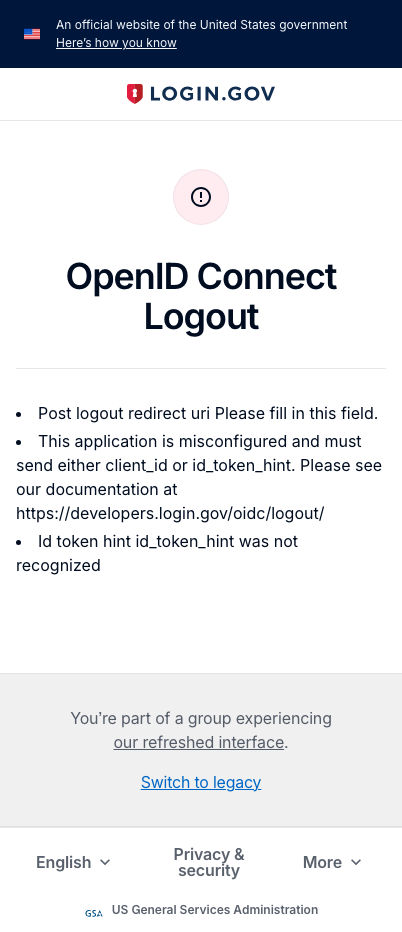 An official website of the United States government
Here’s how you know
LOGIN.GOV
OpenID Connect
Logout
• Post logout redirect uri Please fill in this field.
• This application is misconfigured and must
send either client_id or id_token_hint. Please see
our documentation at
https://developers.login.gov/oidc/logout/
• Id token hint id_token_hint was not
recognized
You’re part of a group experiencing
our refreshed interface.
Switch to legacy
English
Privacy &
security
More
GSA US General Services Administration